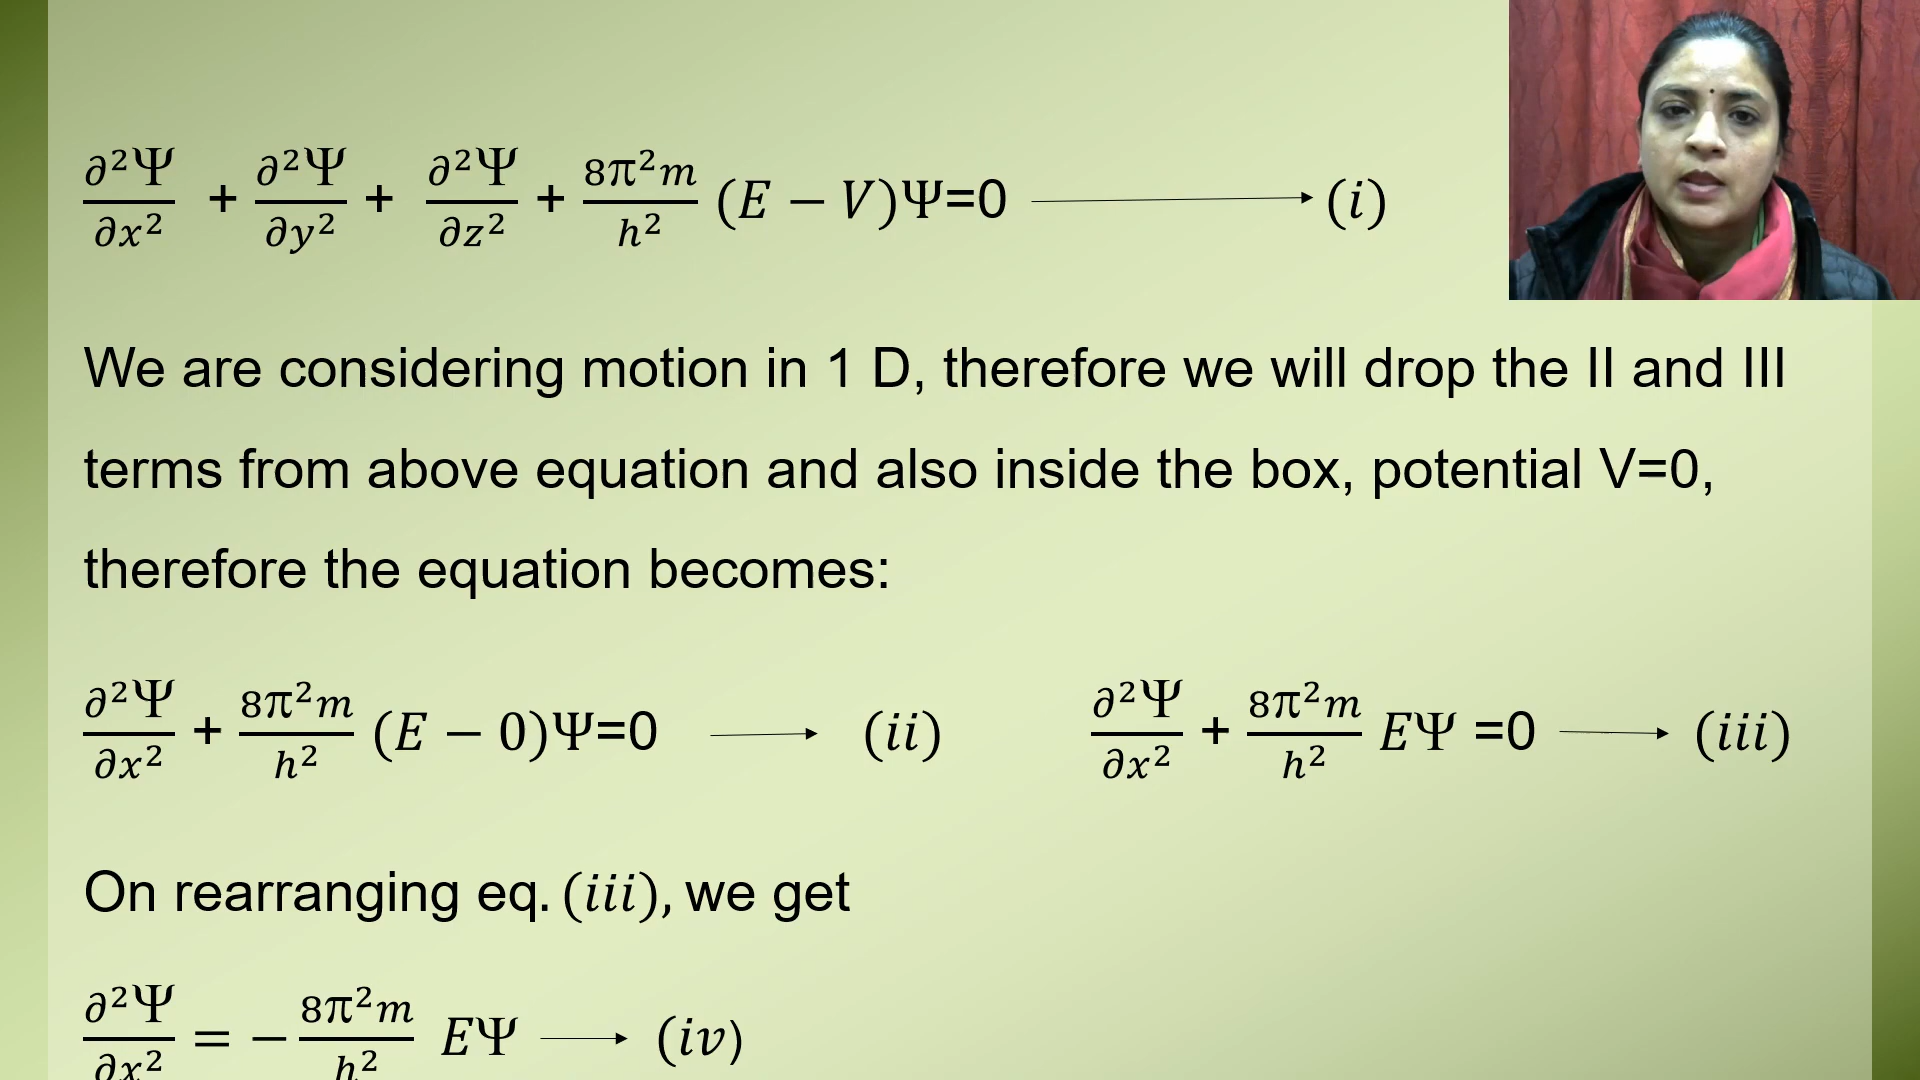 ∂²Ψ/∂x² + ∂²Ψ/∂y² + ∂²Ψ/∂z² + 8π²m/h² (E − V)Ψ=0 ⟶ (i)
We are considering motion in 1 D, therefore we will drop the II and III
terms from above equation and also inside the box, potential V=0,
therefore the equation becomes:
∂²Ψ/∂x² + 8π²m/h² (E − 0)Ψ=0 ⟶ (ii) ∂²Ψ/∂x² + 8π²m/h² EΨ =0 ⟶ (iii)
On rearranging eq. (iii), we get
∂²Ψ/∂x² = − 8π²m/h² EΨ ⟶ (iv)